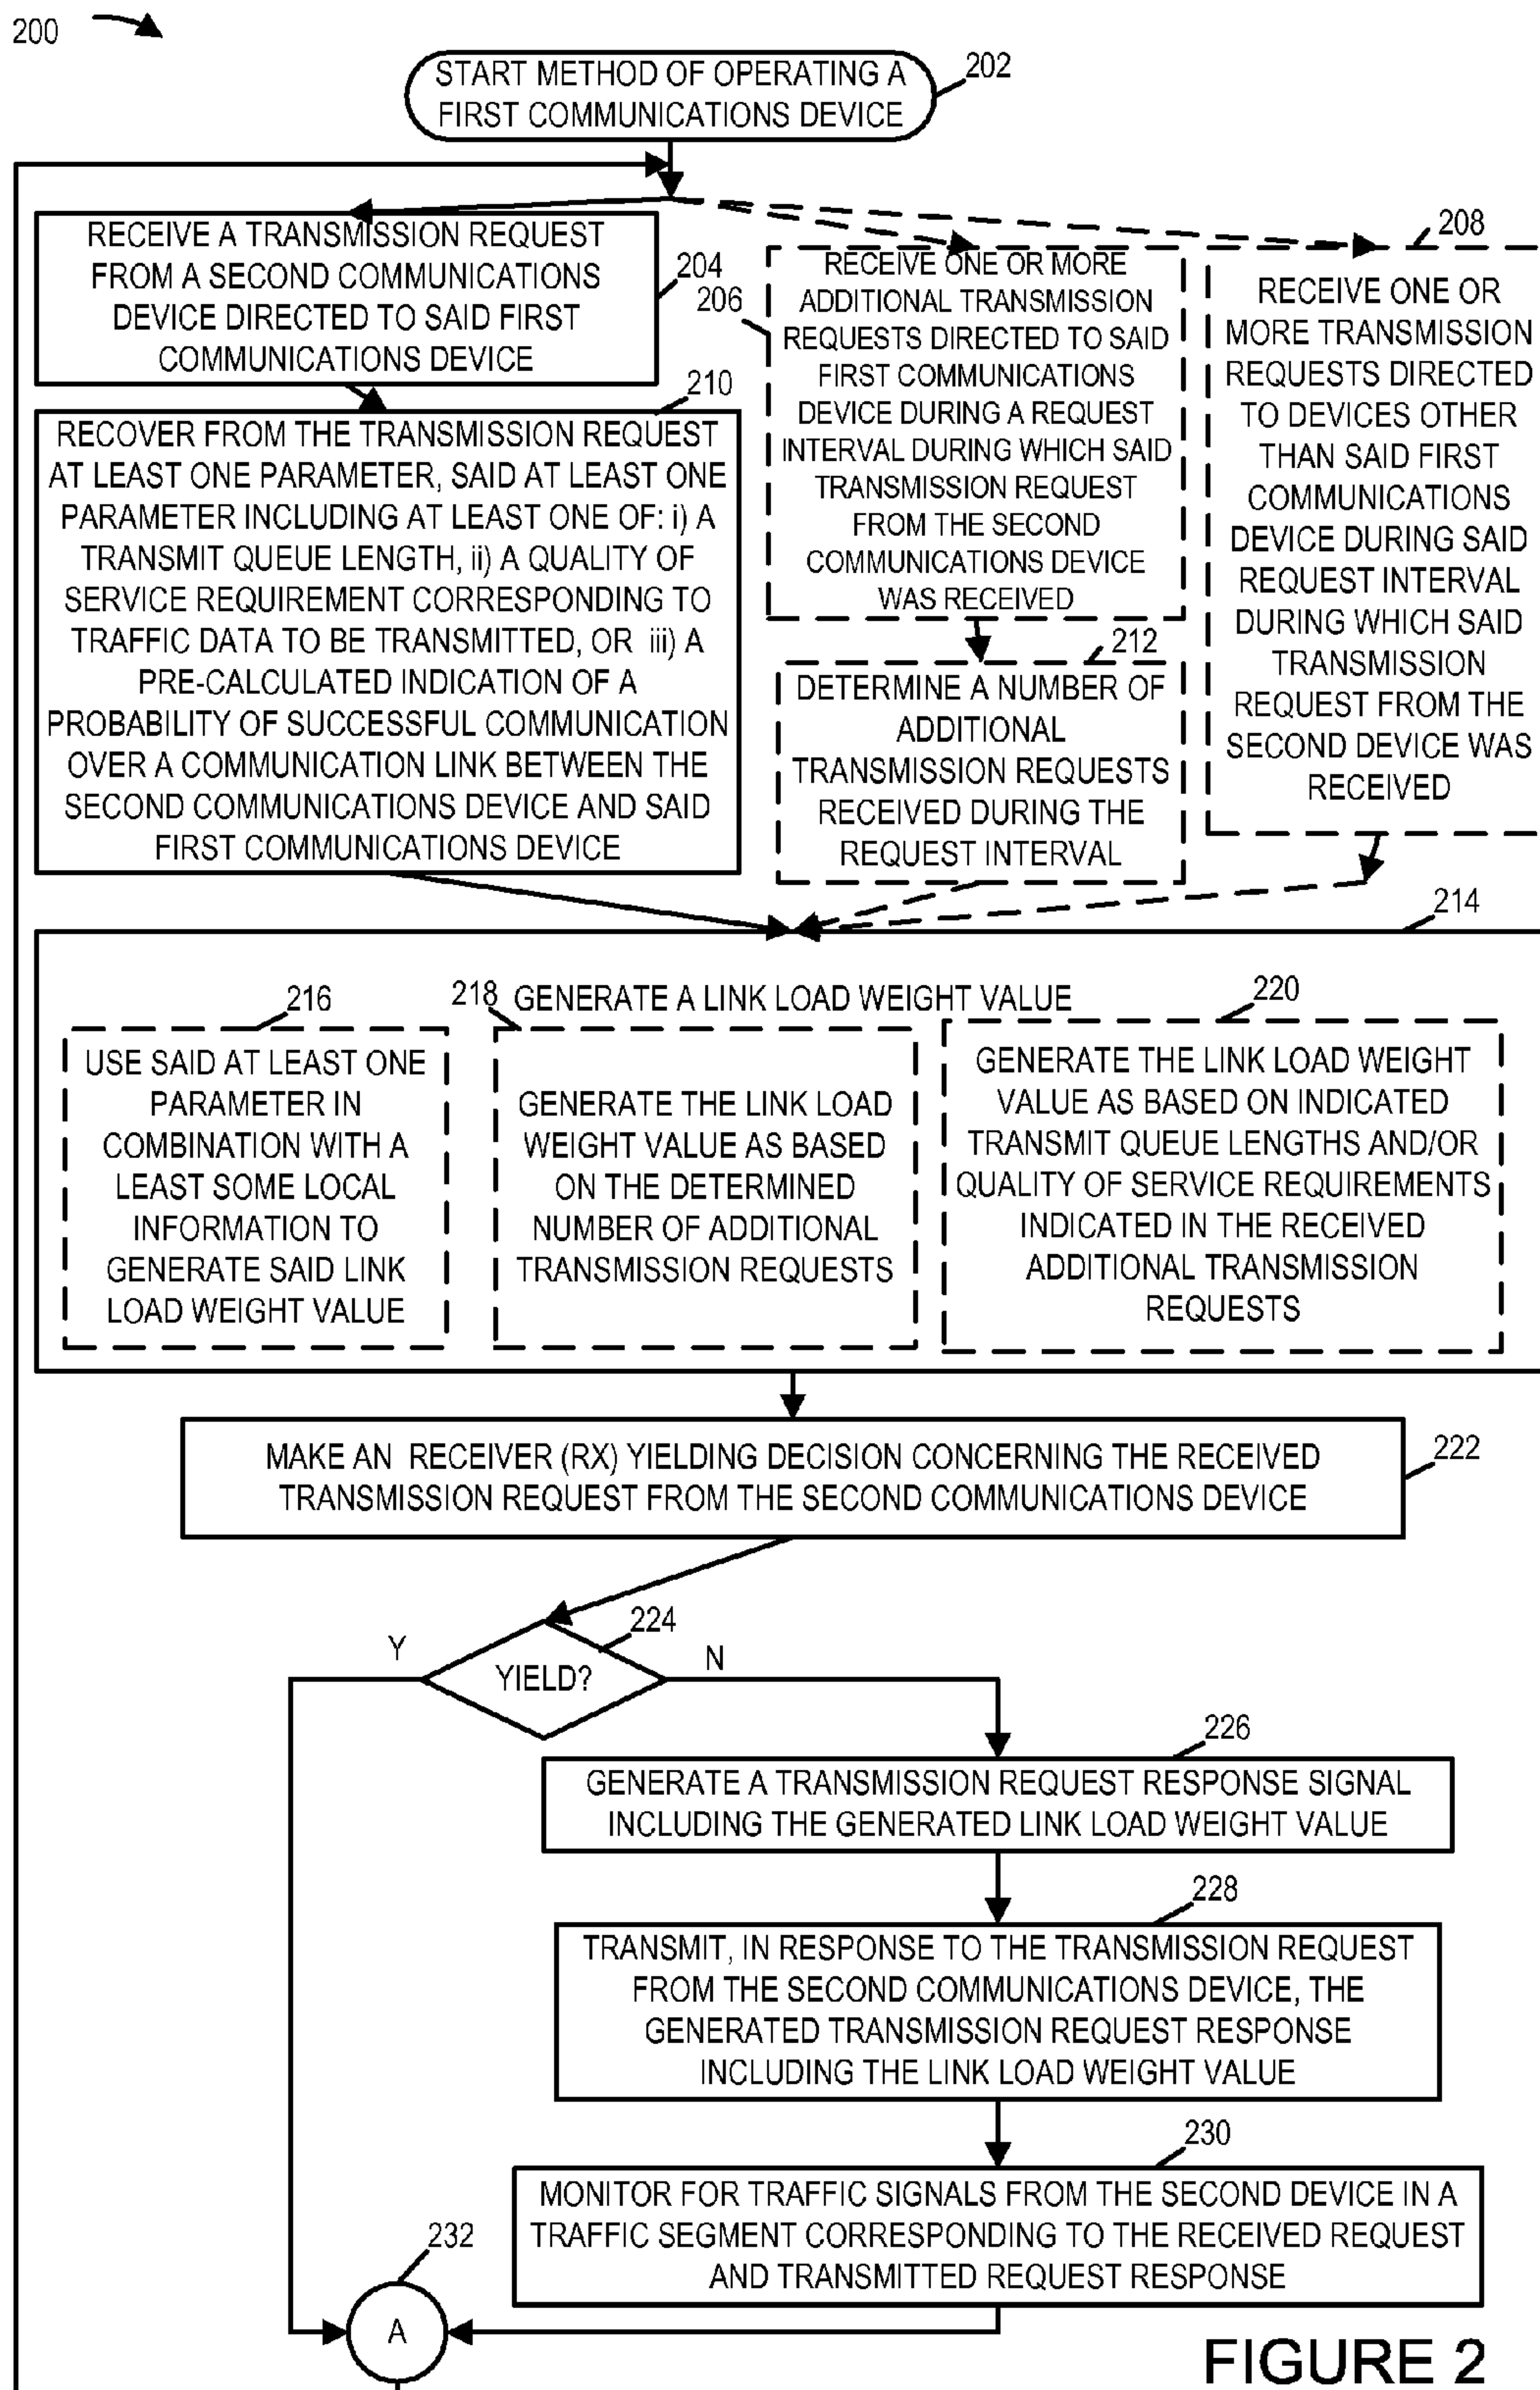 200
START METHOD OF OPERATING A
FIRST COMMUNICATIONS DEVICE
202
RECEIVE A TRANSMISSION REQUEST
FROM A SECOND COMMUNICATIONS
DEVICE DIRECTED TO SAID FIRST
COMMUNICATIONS DEVICE
204
206
RECEIVE ONE OR MORE
ADDITIONAL TRANSMISSION
REQUESTS DIRECTED TO SAID
FIRST COMMUNICATIONS
DEVICE DURING A REQUEST
INTERVAL DURING WHICH SAID
TRANSMISSION REQUEST
FROM THE SECOND
COMMUNICATIONS DEVICE
WAS RECEIVED
208
RECEIVE ONE OR
MORE TRANSMISSION
REQUESTS DIRECTED
TO DEVICES OTHER
THAN SAID FIRST
COMMUNICATIONS
DEVICE DURING SAID
REQUEST INTERVAL
DURING WHICH SAID
TRANSMISSION
REQUEST FROM THE
SECOND DEVICE WAS
RECEIVED
210
RECOVER FROM THE TRANSMISSION REQUEST
AT LEAST ONE PARAMETER, SAID AT LEAST ONE
PARAMETER INCLUDING AT LEAST ONE OF: i) A
TRANSMIT QUEUE LENGTH, ii) A QUALITY OF
SERVICE REQUIREMENT CORRESPONDING TO
TRAFFIC DATA TO BE TRANSMITTED, OR iii) A
PRE-CALCULATED INDICATION OF A
PROBABILITY OF SUCCESSFUL COMMUNICATION
OVER A COMMUNICATION LINK BETWEEN THE
SECOND COMMUNICATIONS DEVICE AND SAID
FIRST COMMUNICATIONS DEVICE
212
DETERMINE A NUMBER OF
ADDITIONAL
TRANSMISSION REQUESTS
RECEIVED DURING THE
REQUEST INTERVAL
214
GENERATE A LINK LOAD WEIGHT VALUE
216
USE SAID AT LEAST ONE
PARAMETER IN
COMBINATION WITH A
LEAST SOME LOCAL
INFORMATION TO
GENERATE SAID LINK
LOAD WEIGHT VALUE
218
GENERATE THE LINK LOAD
WEIGHT VALUE AS BASED
ON THE DETERMINED
NUMBER OF ADDITIONAL
TRANSMISSION REQUESTS
220
GENERATE THE LINK LOAD WEIGHT
VALUE AS BASED ON INDICATED
TRANSMIT QUEUE LENGTHS AND/OR
QUALITY OF SERVICE REQUIREMENTS
INDICATED IN THE RECEIVED
ADDITIONAL TRANSMISSION
REQUESTS
MAKE AN RECEIVER (RX) YIELDING DECISION CONCERNING THE RECEIVED
TRANSMISSION REQUEST FROM THE SECOND COMMUNICATIONS DEVICE
222
224
Y
YIELD?
N
226
GENERATE A TRANSMISSION REQUEST RESPONSE SIGNAL
INCLUDING THE GENERATED LINK LOAD WEIGHT VALUE
228
TRANSMIT, IN RESPONSE TO THE TRANSMISSION REQUEST
FROM THE SECOND COMMUNICATIONS DEVICE, THE
GENERATED TRANSMISSION REQUEST RESPONSE
INCLUDING THE LINK LOAD WEIGHT VALUE
230
MONITOR FOR TRAFFIC SIGNALS FROM THE SECOND DEVICE IN A
TRAFFIC SEGMENT CORRESPONDING TO THE RECEIVED REQUEST
AND TRANSMITTED REQUEST RESPONSE
232
A
FIGURE 2